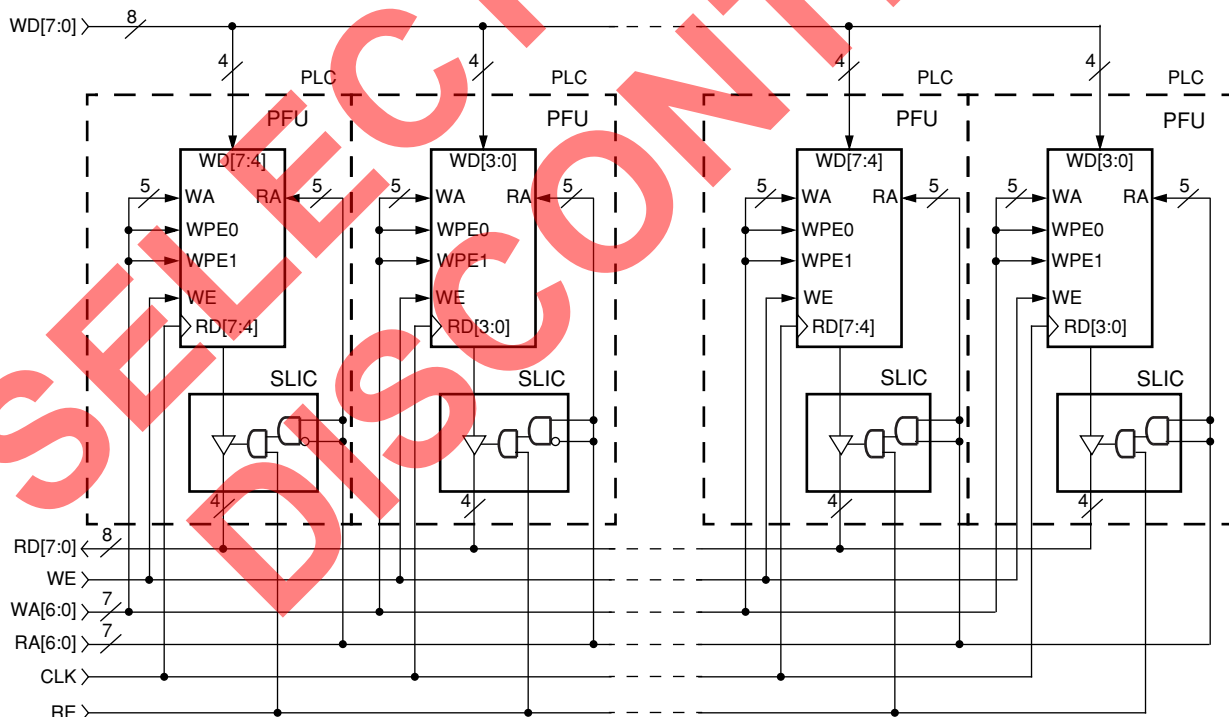 WD[7:0] 8
4 4 4 4
PLC PLC PLC PLC
PFU PFU PFU PFU
WD[7:4] WD[3:0] WD[7:4] WD[3:0]
5 WA RA 5 5 WA RA 5 5 WA RA 5 5 WA RA 5
WPE0 WPE0 WPE0 WPE0
WPE1 WPE1 WPE1 WPE1
WE WE WE WE
RD[7:4] RD[3:0] RD[7:4] RD[3:0]
SLIC SLIC SLIC SLIC
4 4 4 4
RD[7:0] 8
WE
WA[6:0] 7
RA[6:0] 7
CLK
RE
SELECT
DISCONT